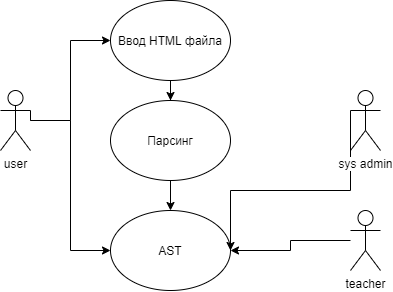 Ввод HTML файла
Парсинг
user
sys admin
AST
teacher